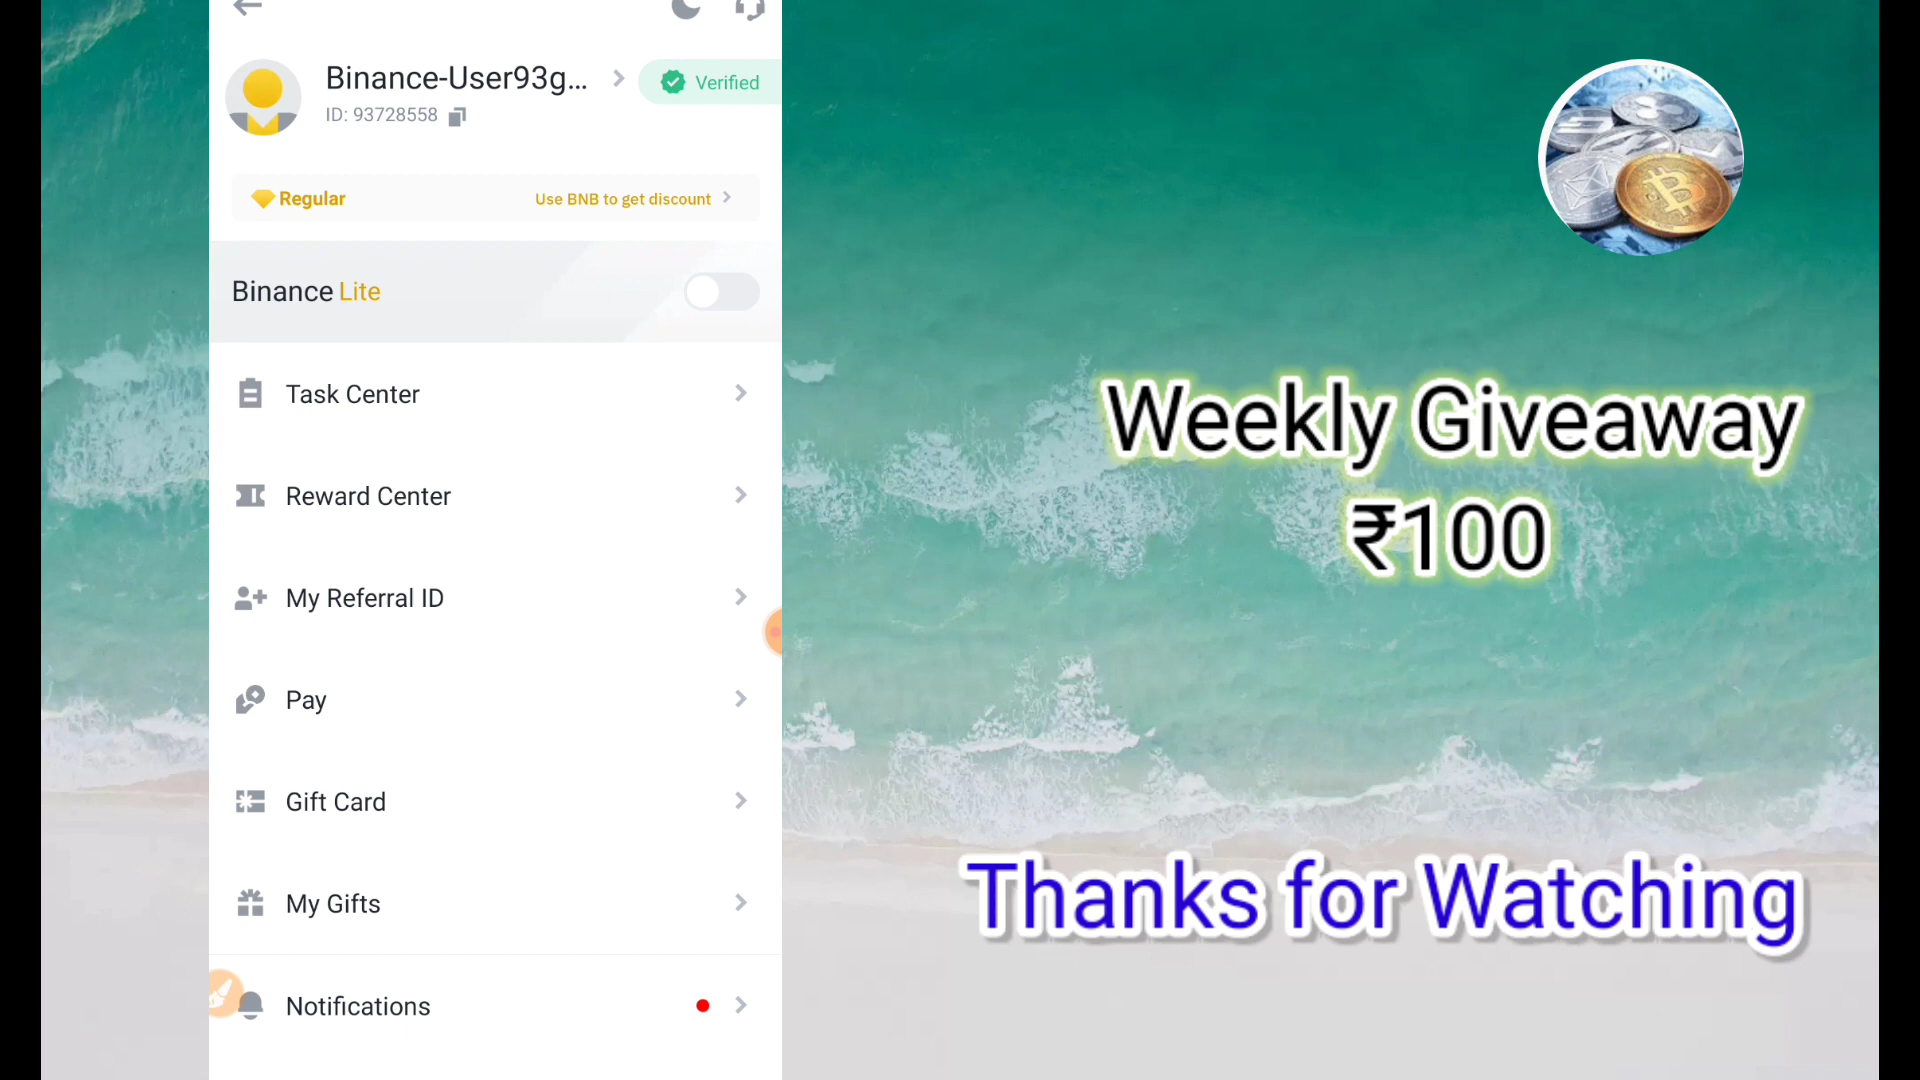 Binance-User93g...
Verified
ID: 93728558
Regular
Use BNB to get discount
Binance Lite
Task Center
Reward Center
My Referral ID
Pay
Gift Card
My Gifts
Notifications
Weekly Giveaway
₹100
Thanks for Watching